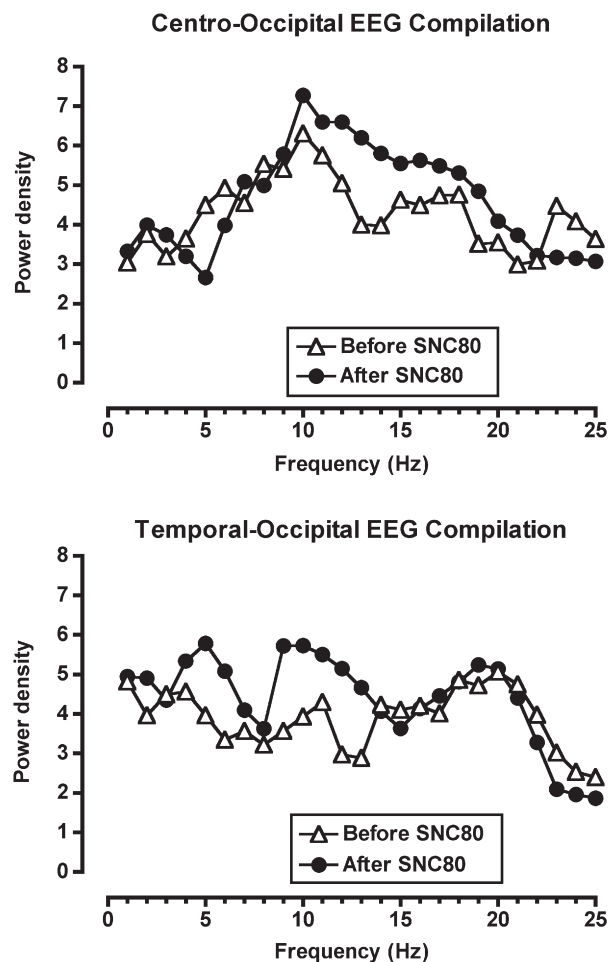 Centro-Occipital EEG Compilation
8
7
6
5
4
3
2
1
0
Power density
Before SNC80
After SNC80
0 5 10 15 20 25
Frequency (Hz)
Temporal-Occipital EEG Compilation
8
7
6
5
4
3
2
1
0
Power density
Before SNC80
After SNC80
0 5 10 15 20 25
Frequency (Hz)